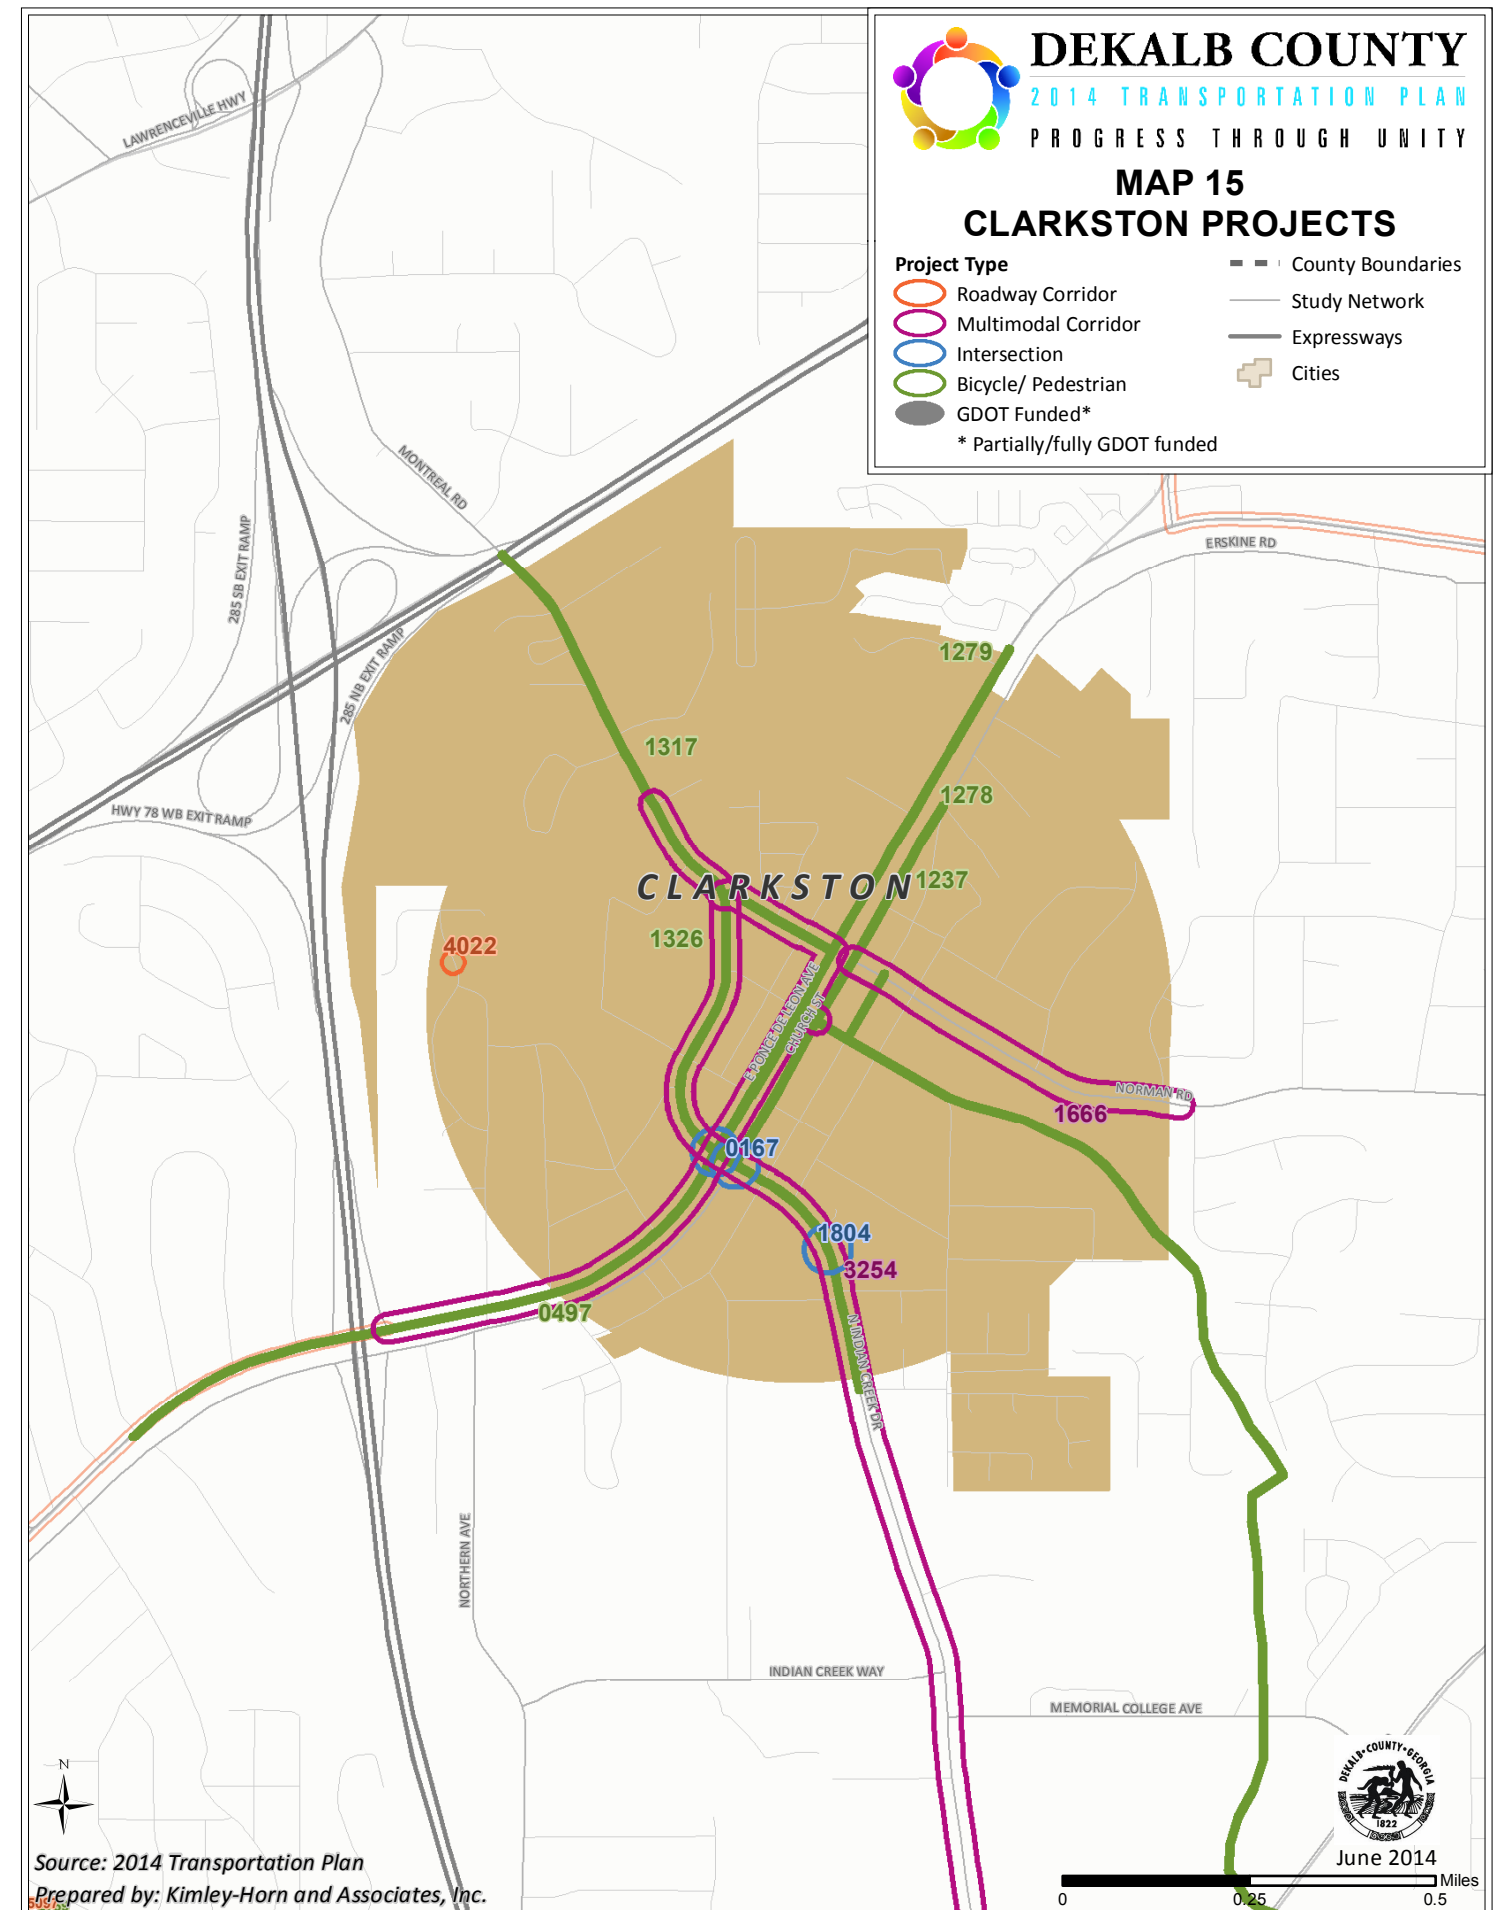 DEKALB COUNTY
2014 TRANSPORTATION PLAN
PROGRESS THROUGH UNITY
MAP 15
CLARKSTON PROJECTS
Project Type
Roadway Corridor
Multimodal Corridor
Intersection
Bicycle/ Pedestrian
GDOT Funded*
* Partially/fully GDOT funded
County Boundaries
Study Network
Expressways
Cities
LAWRENCEVILLE HWY
MONTREAL RD
285 SB EXIT RAMP
ERSKINE RD
285 NB EXIT RAMP
1279
1317
1278
HWY 78 WB EXIT RAMP
CLARKSTON
1237
1326
4022
E PONCE DE LEON AVE
CHURCH ST
NORMAN RD
1666
0167
1804
3254
0497
N INDIAN CREEK DR
NORTHERN AVE
INDIAN CREEK WAY
MEMORIAL COLLEGE AVE
N
DEKALB•COUNTY•GEORGIA
1822
June 2014
Source: 2014 Transportation Plan
Prepared by: Kimley-Horn and Associates, Inc.
Miles
0 0.25 0.5